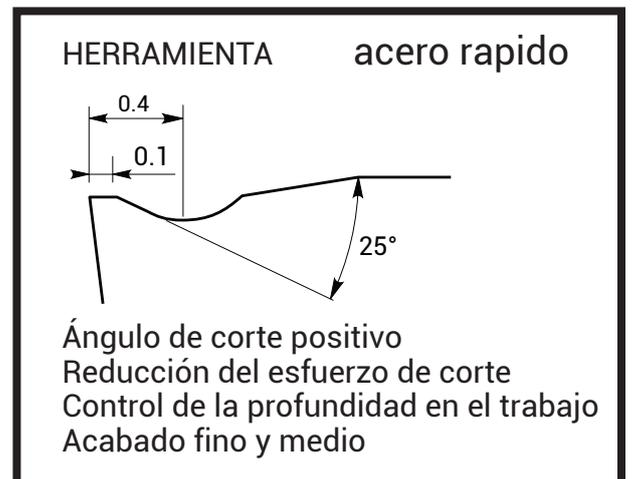 HERRAMIENTA acero rapido
0.4
0.1
25°
Ángulo de corte positivo
Reducción del esfuerzo de corte
Control de la profundidad en el trabajo
Acabado fino y medio